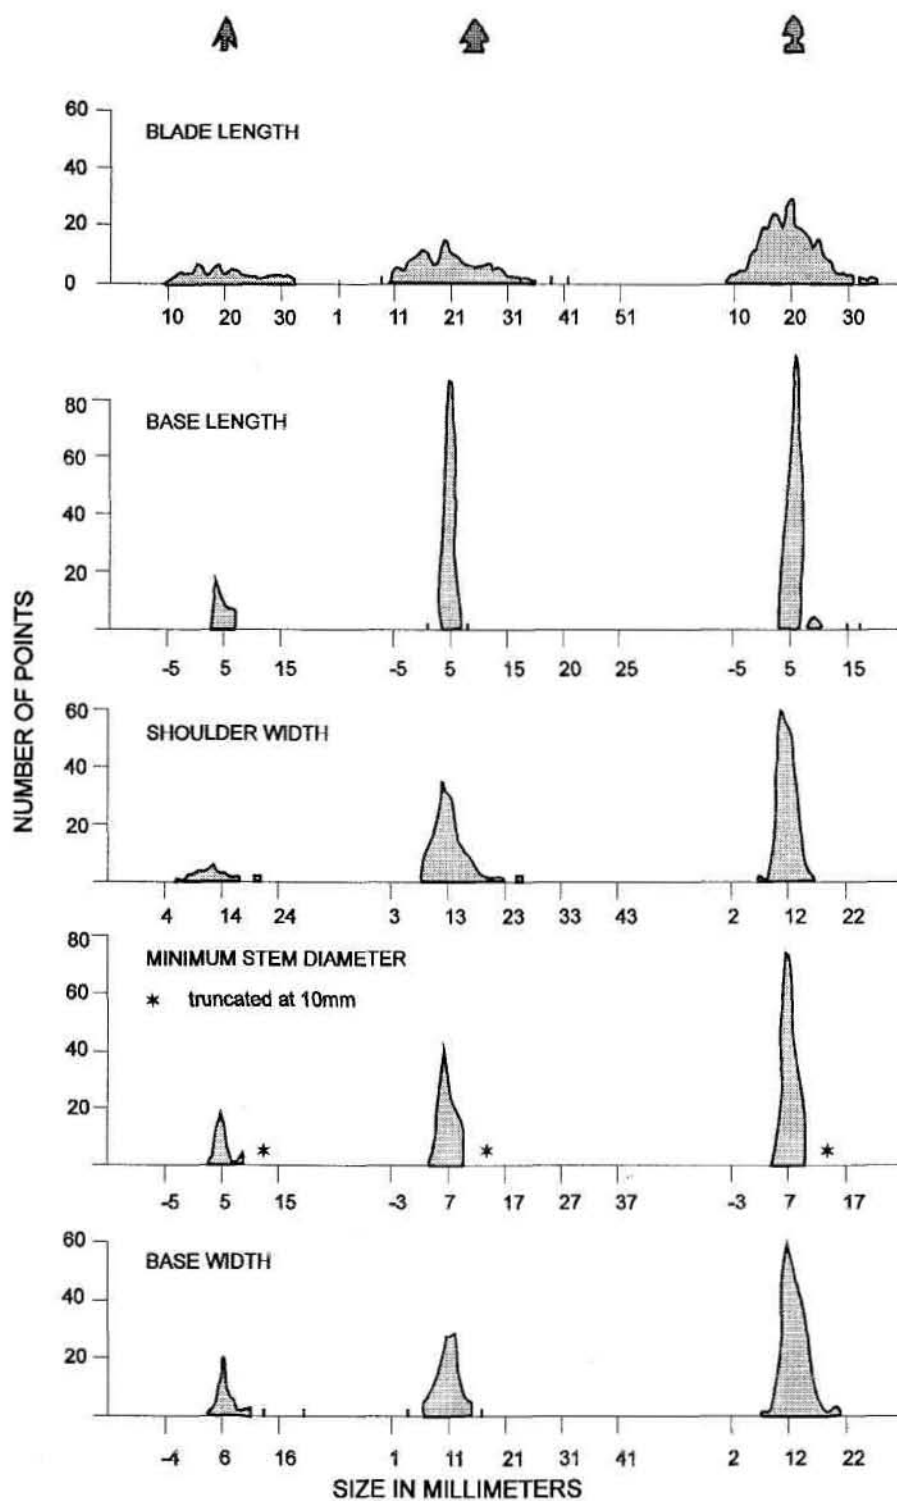 60
BLADE LENGTH
40
20
0
10 20 30 1 11 21 31 41 51 10 20 30
80
BASE LENGTH
60
40
20
-5 5 15 -5 5 15 20 25 -5 5 15
60
SHOULDER WIDTH
40
20
4 14 24 3 13 23 33 43 2 12 22
80
MINIMUM STEM DIAMETER
60
* truncated at 10mm
40
20
* * *
-5 5 15 -3 7 17 27 37 -3 7 17
60
BASE WIDTH
40
20
-4 6 16 1 11 21 31 41 2 12 22
NUMBER OF POINTS
SIZE IN MILLIMETERS